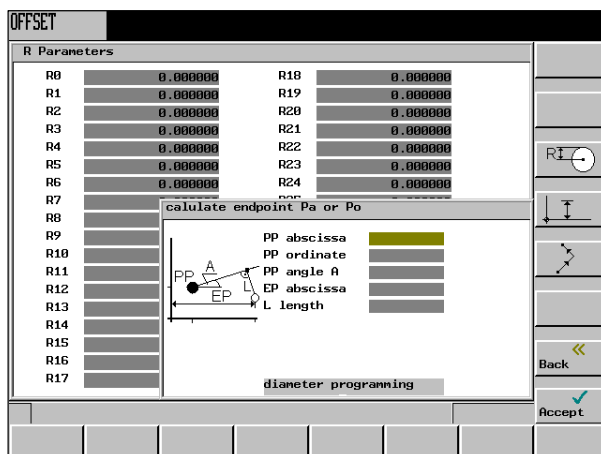 OFFSET
R Parameters
R0 0.000000 R18 0.000000
R1 0.000000 R19 0.000000
R2 0.000000 R20 0.000000
R3 0.000000 R21 0.000000
R4 0.000000 R22 0.000000
R5 0.000000 R23 0.000000
R6 0.000000 R24 0.000000
R7
R8
R9
R10
R11
R12
R13
R14
R15
R16
R17
calulate endpoint Pa or Po
PP abscissa
PP ordinate
PP angle A
EP abscissa
L length
PP A EP L
diameter programming
R
Back
Accept